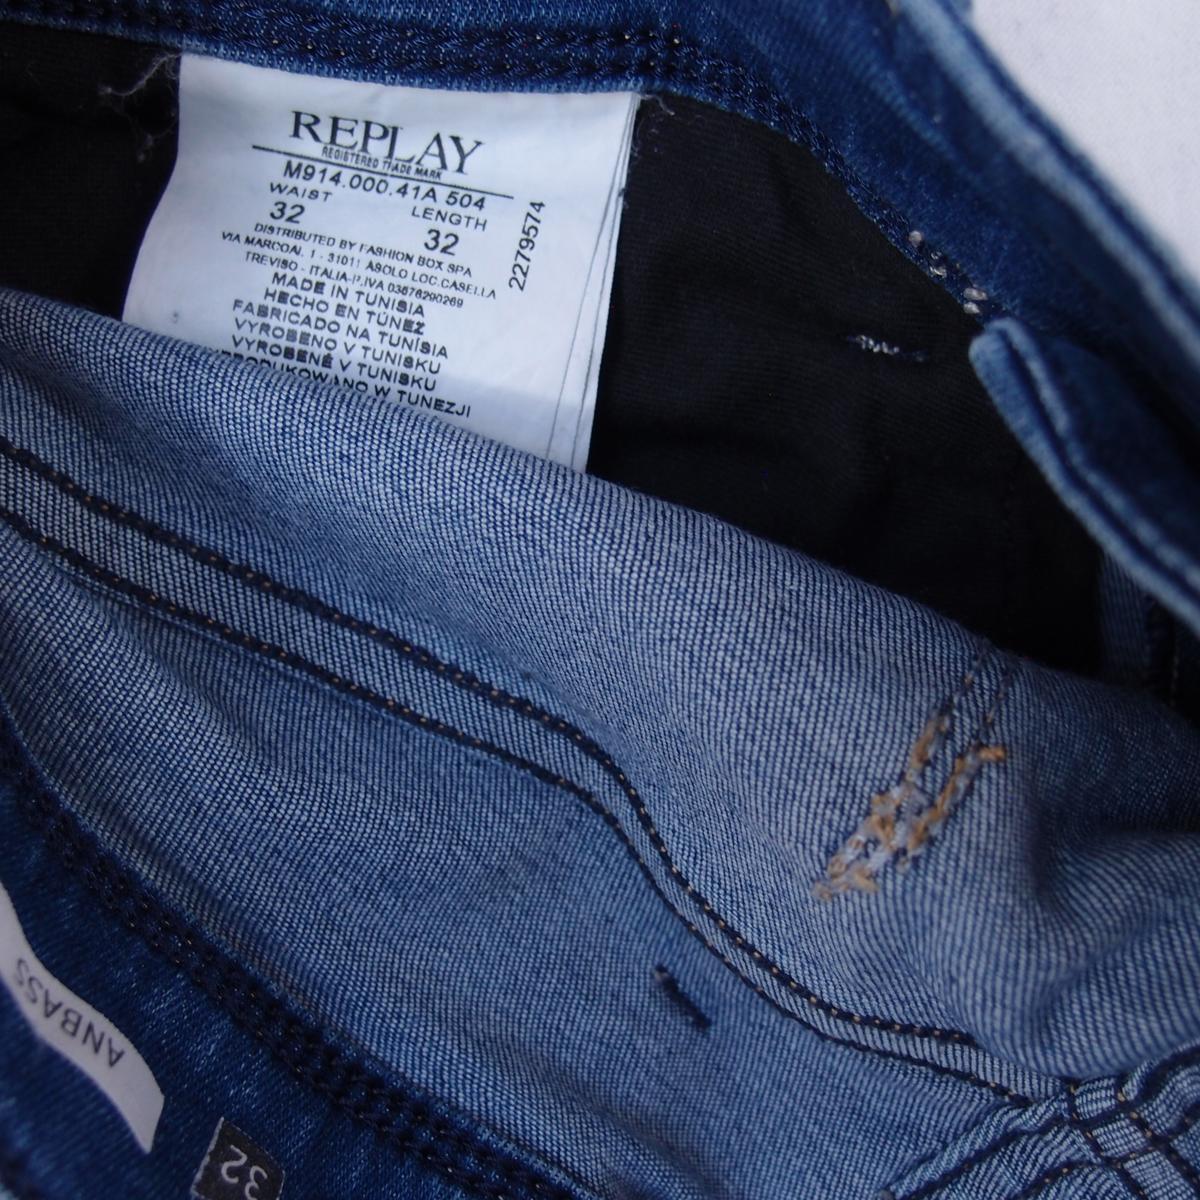 REPLAY
REGISTERED TRADE MARK
M914.000.41A 504
WAIST LENGTH
32 32
DISTRIBUTED BY FASHION BOX SPA
VIA MARCOAI, 1 - 31011 ASOLO LOC.CASELLA
TREVISO - ITALIA-P.IVA 03676290269
MADE IN TUNISIA
HECHO EN TÚNEZ
FABRICADO NA TUNÍSIA
VYROBENO V TUNISKU
VYROBENÉ V TUNISKU
PRODUKOWANO W TUNEZJI
2279574
ANBASS
32